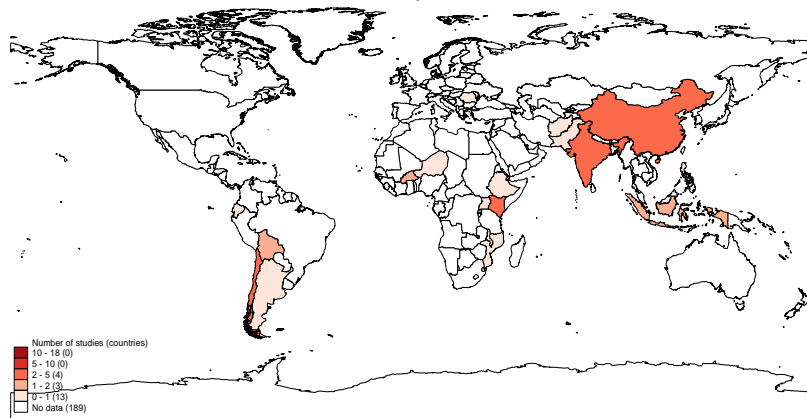 Number of studies (countries)
10 - 18 (0)
5 - 10 (0)
2 - 5 (4)
1 - 2 (3)
0 - 1 (13)
No data (189)